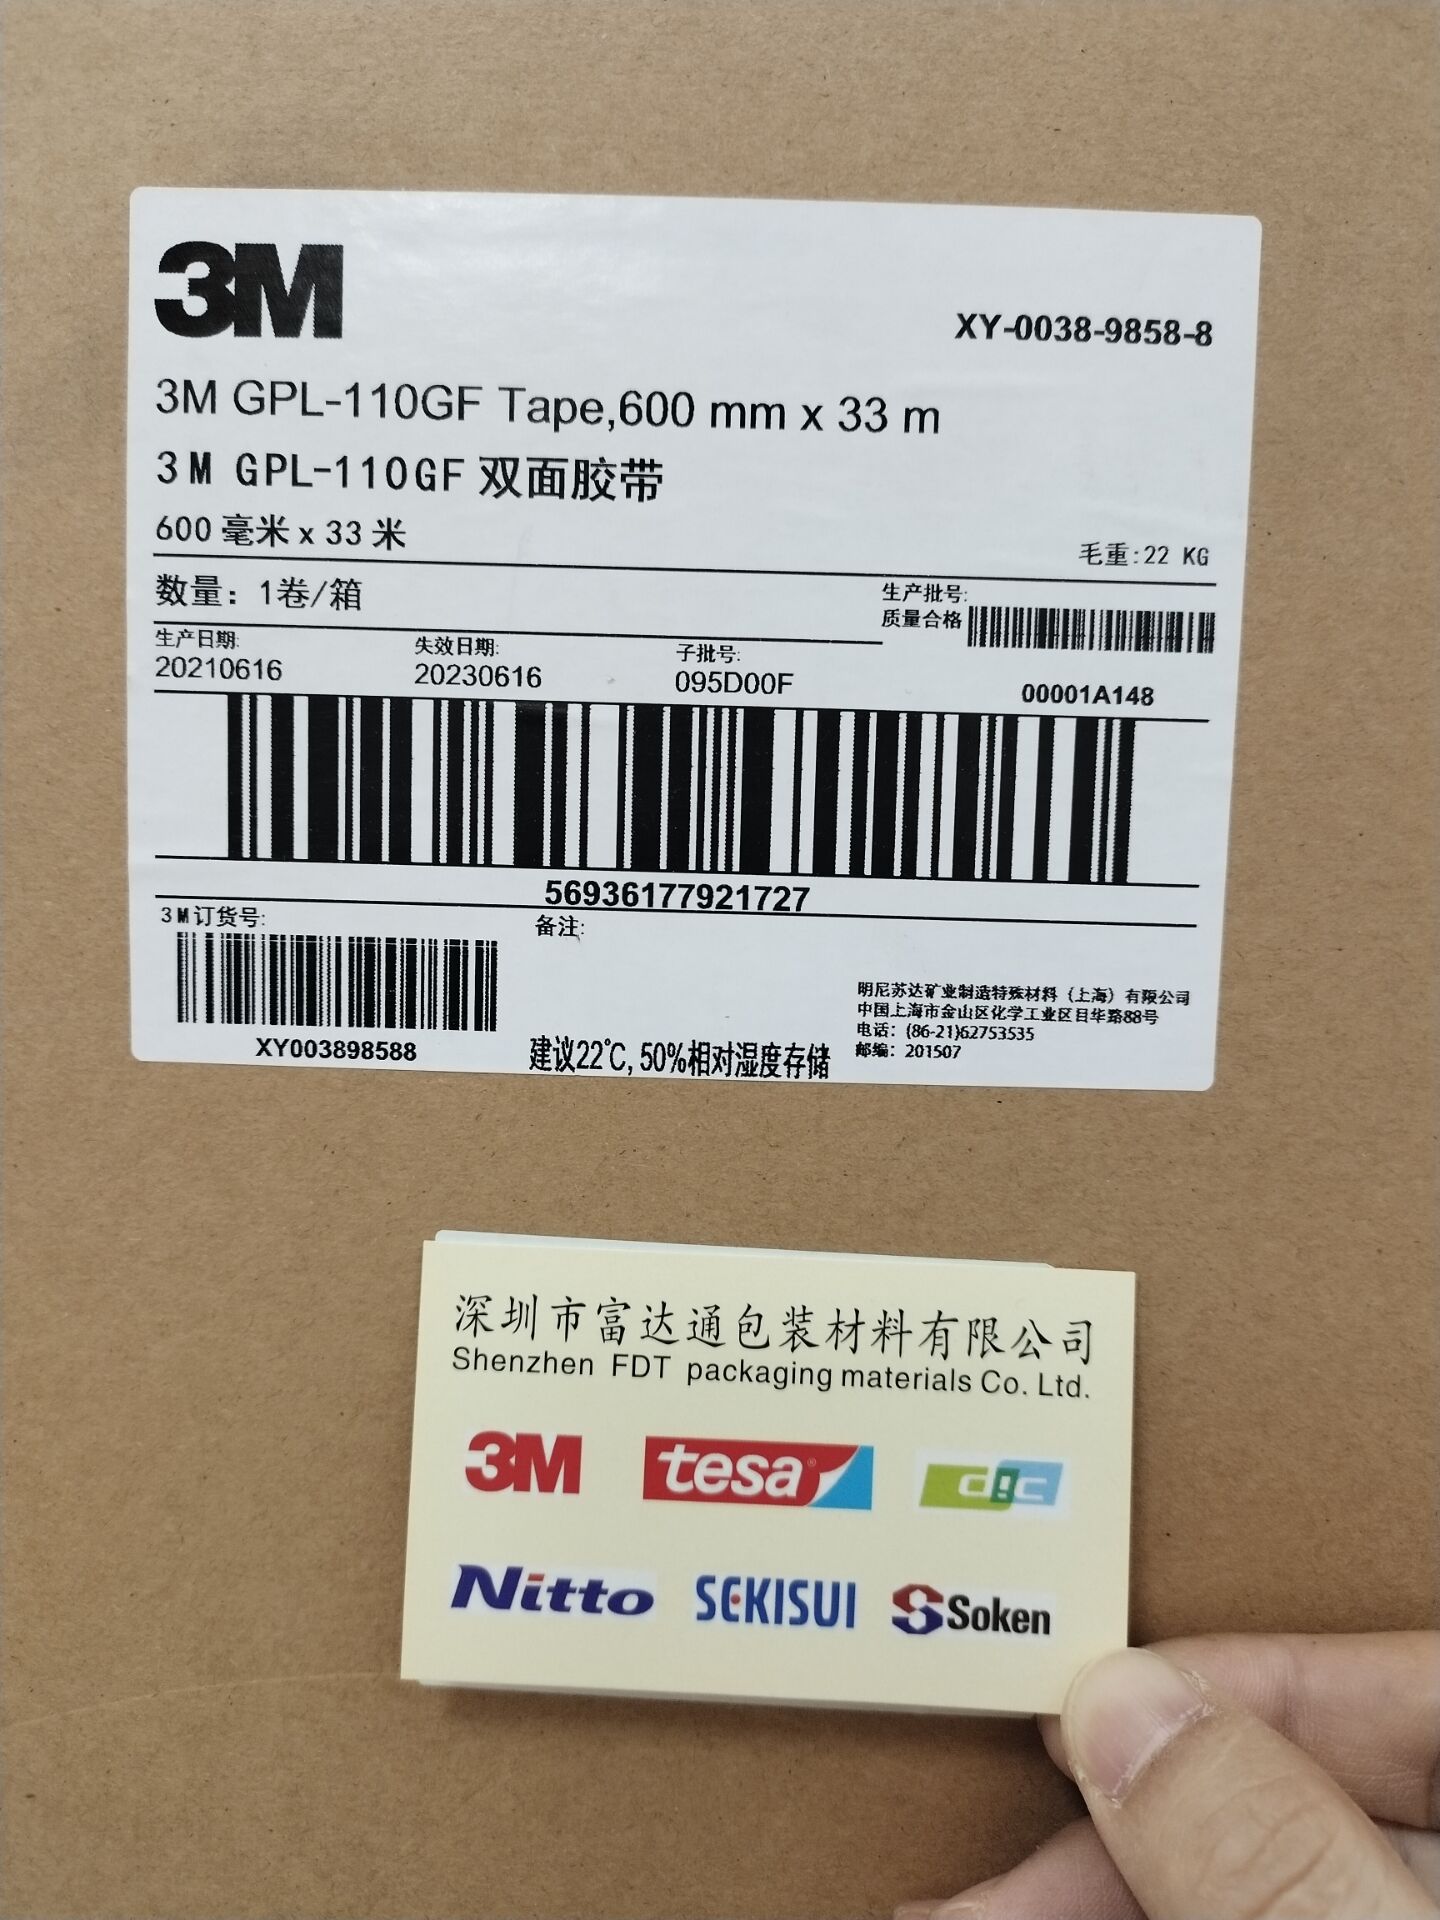 3M
XY-0038-9858-8
3M GPL-110GF Tape,600 mm x 33 m
3M GPL-110GF 双面胶带
600 毫米 x 33 米
毛重:22 KG
数量: 1卷/箱
生产批号:
质量合格
生产日期:
失效日期:
子批号:
20210616
20230616
095D00F
00001A148
56936177921727
3M订货号:
备注:
明尼苏达矿业制造特殊材料 (上海) 有限公司
中国上海市金山区化学工业区目华路88号
电话: (86-21)62753535
邮编: 201507
XY003898588
建议22℃, 50%相对湿度存储
深圳市富达通包装材料有限公司
Shenzhen FDT packaging materials Co. Ltd.
3M
tesa®
dic
Nitto
SEKISUI
Soken